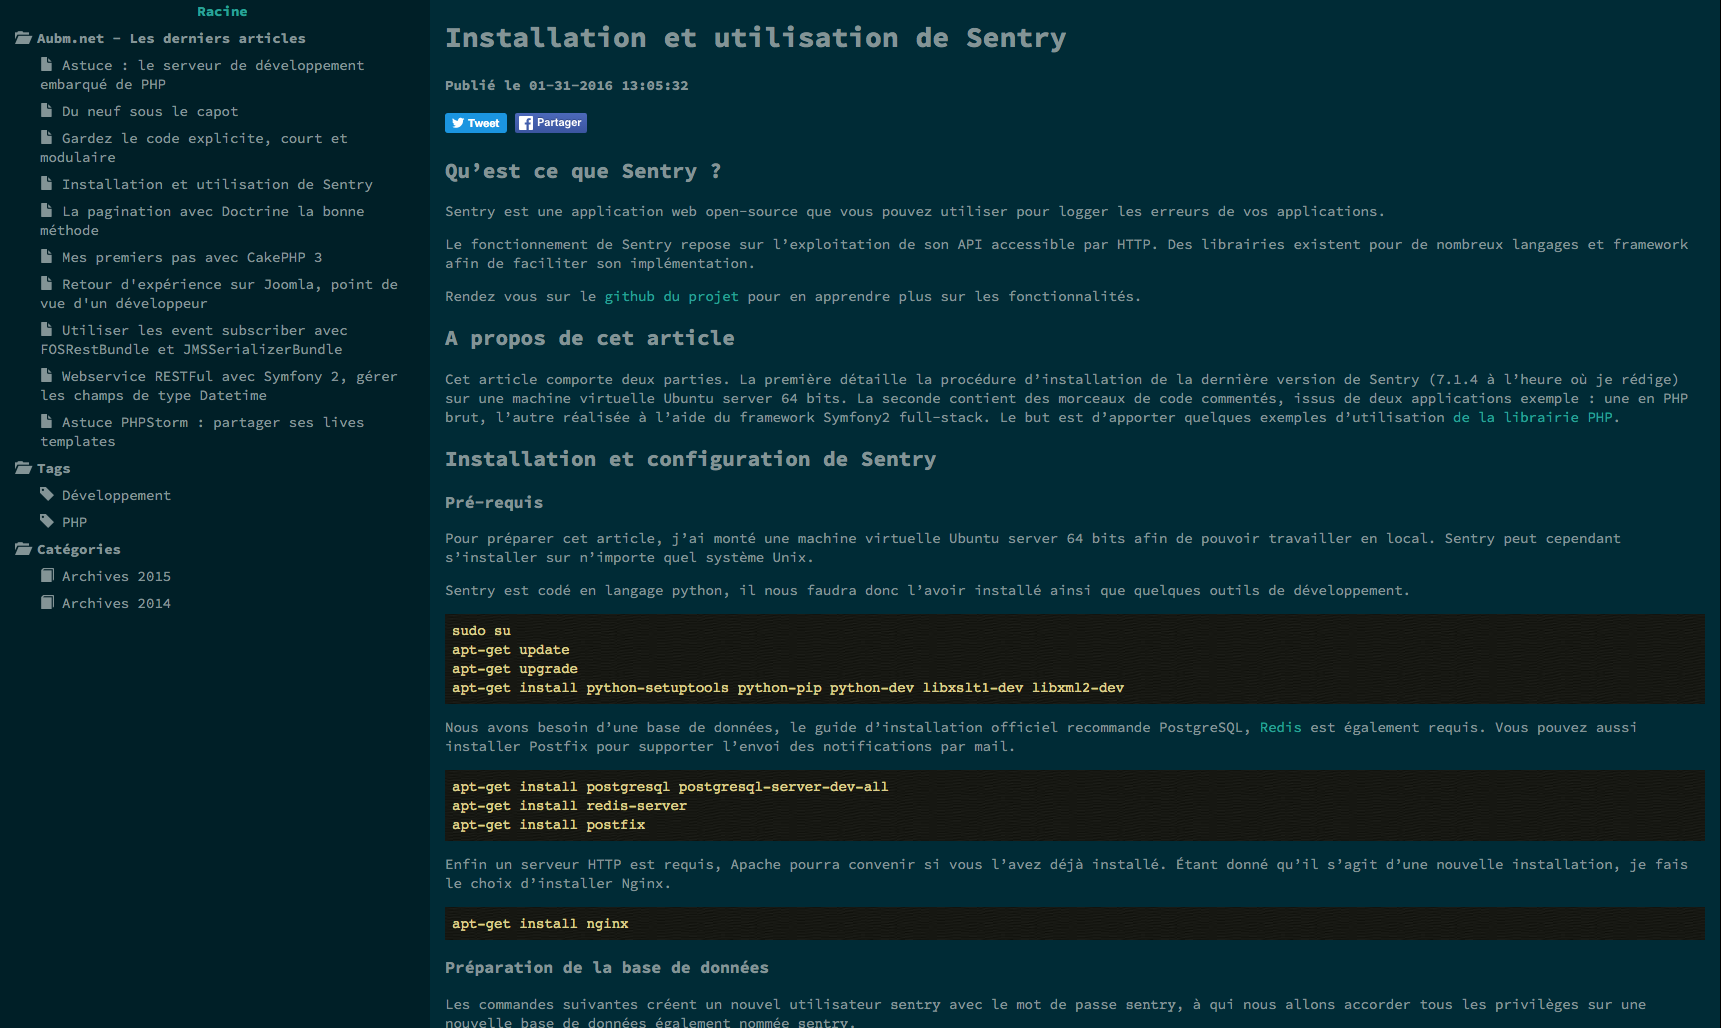 Racine
Aubm.net - Les derniers articles
Astuce : le serveur de développement
embarqué de PHP
Du neuf sous le capot
Gardez le code explicite, court et
modulaire
Installation et utilisation de Sentry
La pagination avec Doctrine la bonne
méthode
Mes premiers pas avec CakePHP 3
Retour d'expérience sur Joomla, point de
vue d'un développeur
Utiliser les event subscriber avec
FOSRestBundle et JMSSerializerBundle
Webservice RESTFul avec Symfony 2, gérer
les champs de type Datetime
Astuce PHPStorm : partager ses lives
templates
Tags
Développement
PHP
Catégories
Archives 2015
Archives 2014
Installation et utilisation de Sentry
Publié le 01-31-2016 13:05:32
Tweet
Partager
Qu’est ce que Sentry ?
Sentry est une application web open-source que vous pouvez utiliser pour logger les erreurs de vos applications.
Le fonctionnement de Sentry repose sur l’exploitation de son API accessible par HTTP. Des librairies existent pour de nombreux langages et framework
afin de faciliter son implémentation.
Rendez vous sur le github du projet pour en apprendre plus sur les fonctionnalités.
A propos de cet article
Cet article comporte deux parties. La première détaille la procédure d’installation de la dernière version de Sentry (7.1.4 à l’heure où je rédige)
sur une machine virtuelle Ubuntu server 64 bits. La seconde contient des morceaux de code commentés, issus de deux applications exemple : une en PHP
brut, l’autre réalisée à l’aide du framework Symfony2 full-stack. Le but est d’apporter quelques exemples d’utilisation de la librairie PHP.
Installation et configuration de Sentry
Pré-requis
Pour préparer cet article, j’ai monté une machine virtuelle Ubuntu server 64 bits afin de pouvoir travailler en local. Sentry peut cependant
s’installer sur n’importe quel système Unix.
Sentry est codé en langage python, il nous faudra donc l’avoir installé ainsi que quelques outils de développement.
sudo su
apt-get update
apt-get upgrade
apt-get install python-setuptools python-pip python-dev libxslt1-dev libxml2-dev
Nous avons besoin d’une base de données, le guide d’installation officiel recommande PostgreSQL, Redis est également requis. Vous pouvez aussi
installer Postfix pour supporter l’envoi des notifications par mail.
apt-get install postgresql postgresql-server-dev-all
apt-get install redis-server
apt-get install postfix
Enfin un serveur HTTP est requis, Apache pourra convenir si vous l’avez déjà installé. Étant donné qu’il s’agit d’une nouvelle installation, je fais
le choix d’installer Nginx.
apt-get install nginx
Préparation de la base de données
Les commandes suivantes créent un nouvel utilisateur sentry avec le mot de passe sentry, à qui nous allons accorder tous les privilèges sur une
nouvelle base de données également nommée sentry.